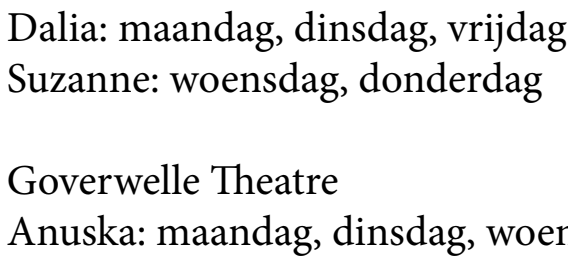 Dalia: maandag, dinsdag, vrijdag
Suzanne: woensdag, donderdag
Goverwelle Theatre
Anuska: maandag, dinsdag,